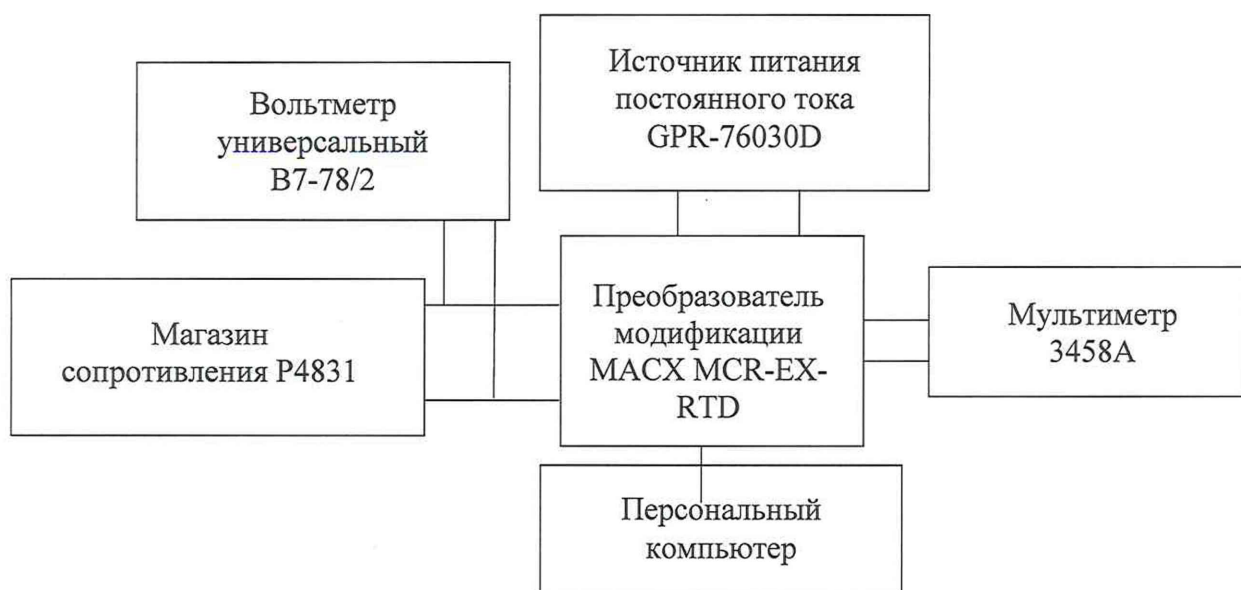 Вольтметр
универсальный
В7-78/2
Источник питания
постоянного тока
GPR-76030D
Магазин
сопротивления Р4831
Преобразователь
модификации
MACX MCR-EX-
RTD
Мультиметр
3458А
Персональный
компьютер